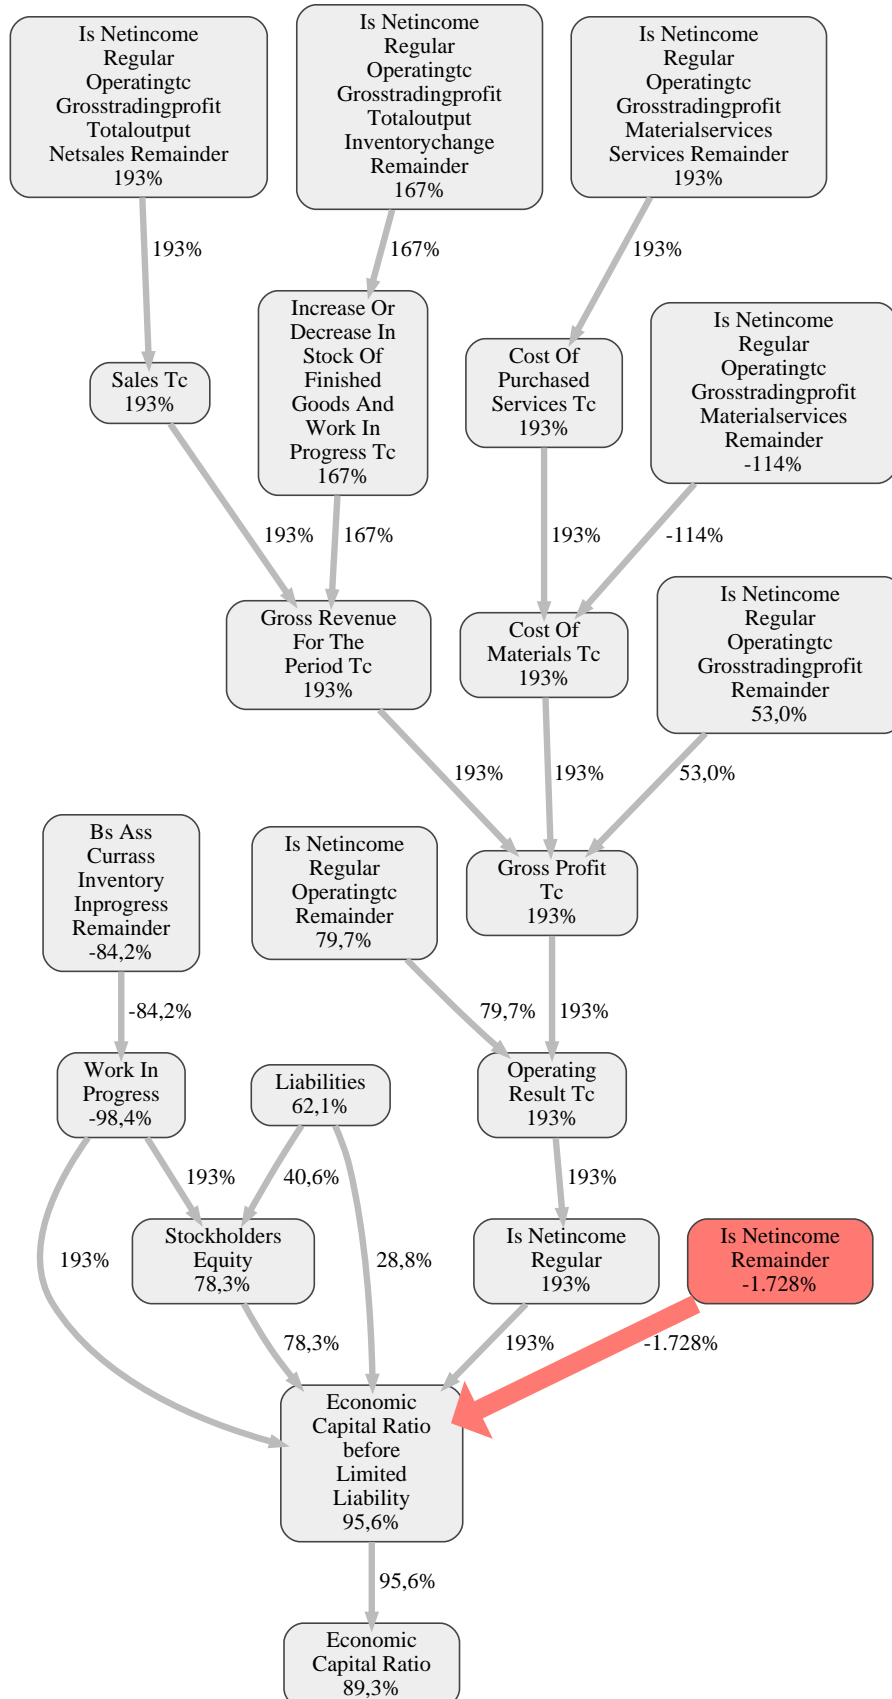 Is Netincome
Regular
Operatingtc
Grosstradingprofit
Totaloutput
Netsales Remainder
193%
Is Netincome
Regular
Operatingtc
Grosstradingprofit
Totaloutput
Inventorychange
Remainder
167%
Is Netincome
Regular
Operatingtc
Grosstradingprofit
Materialservices
Services Remainder
193%
193%
167%
193%
Sales Tc
193%
Increase Or
Decrease In
Stock Of
Finished
Goods And
Work In
Progress Tc
167%
Cost Of
Purchased
Services Tc
193%
Is Netincome
Regular
Operatingtc
Grosstradingprofit
Materialservices
Remainder
-114%
193%
167%
193%
-114%
Gross Revenue
For The
Period Tc
193%
Cost Of
Materials Tc
193%
Is Netincome
Regular
Operatingtc
Grosstradingprofit
Remainder
53,0%
193%
193%
53,0%
Bs Ass
Currass
Inventory
Inprogress
Remainder
-84,2%
Is Netincome
Regular
Operatingtc
Remainder
79,7%
Gross Profit
Tc
193%
-84,2%
79,7%
193%
Work In
Progress
-98,4%
Liabilities
62,1%
Operating
Result Tc
193%
193%
40,6%
193%
193%
Stockholders
Equity
78,3%
28,8%
Is Netincome
Regular
193%
Is Netincome
Remainder
-1.728%
78,3%
193%
-1.728%
Economic
Capital Ratio
before
Limited
Liability
95,6%
95,6%
Economic
Capital Ratio
89,3%